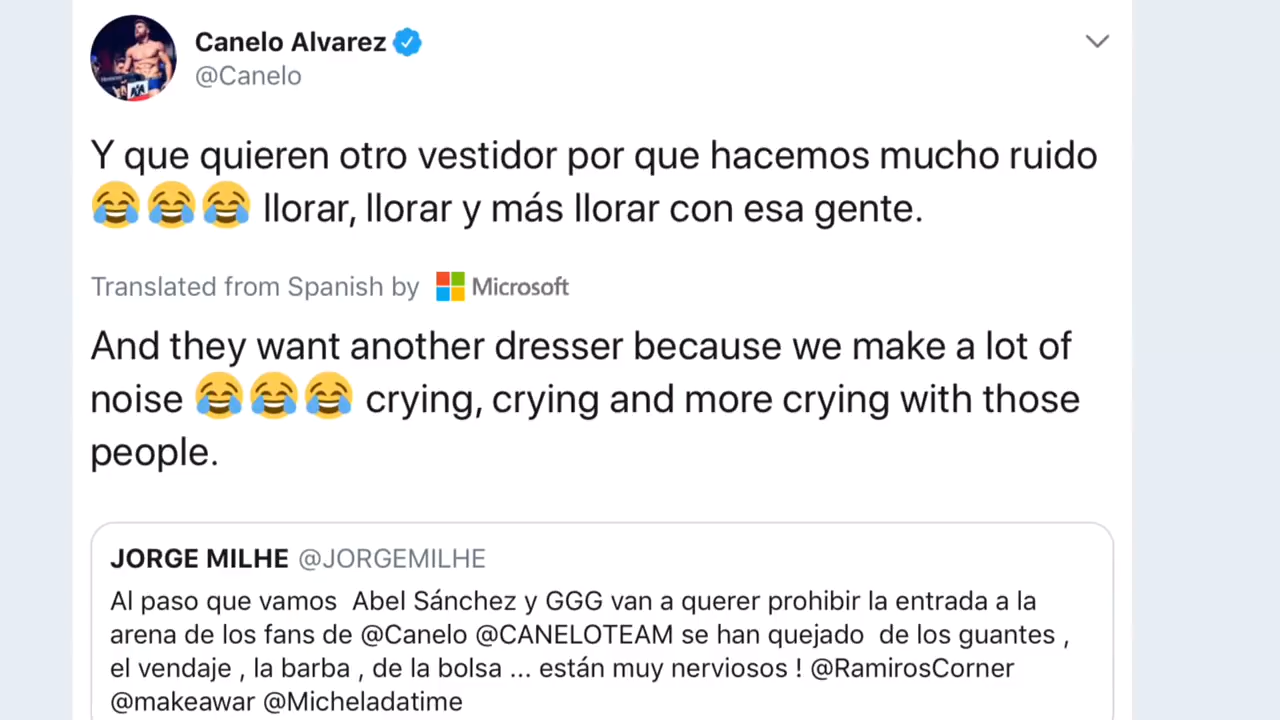 Canelo Alvarez
@Canelo
Y que quieren otro vestidor por que hacemos mucho ruido
😂😂😂 llorar, llorar y más llorar con esa gente.
Translated from Spanish by Microsoft
And they want another dresser because we make a lot of
noise 😂😂😂 crying, crying and more crying with those
people.
JORGE MILHE @JORGEMILHE
Al paso que vamos Abel Sánchez y GGG van a querer prohibir la entrada a la
arena de los fans de @Canelo @CANELOTEAM se han quejado de los guantes ,
el vendaje , la barba , de la bolsa ... están muy nerviosos ! @RamirosCorner
@makeawar @Micheladatime